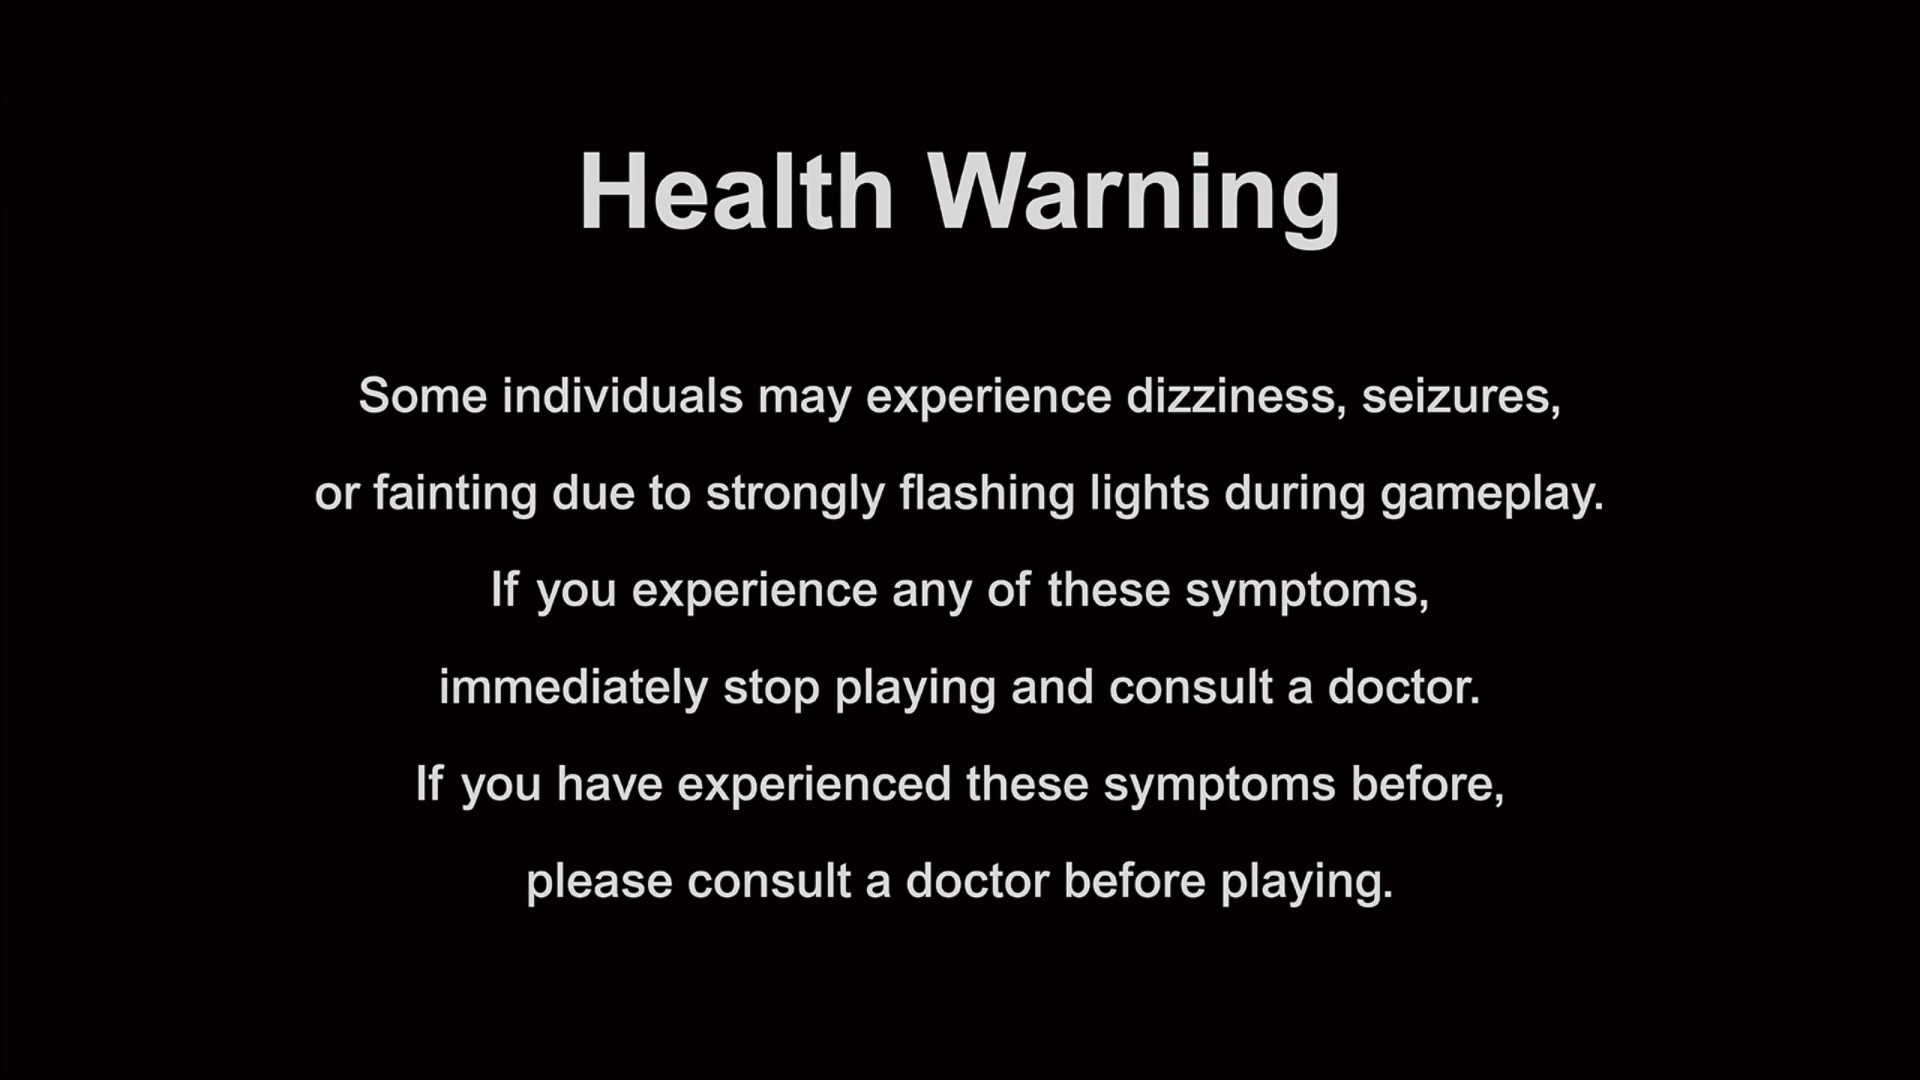 Health Warning
Some individuals may experience dizziness, seizures,
or fainting due to strongly flashing lights during gameplay.
If you experience any of these symptoms,
immediately stop playing and consult a doctor.
If you have experienced these symptoms before,
please consult a doctor before playing.